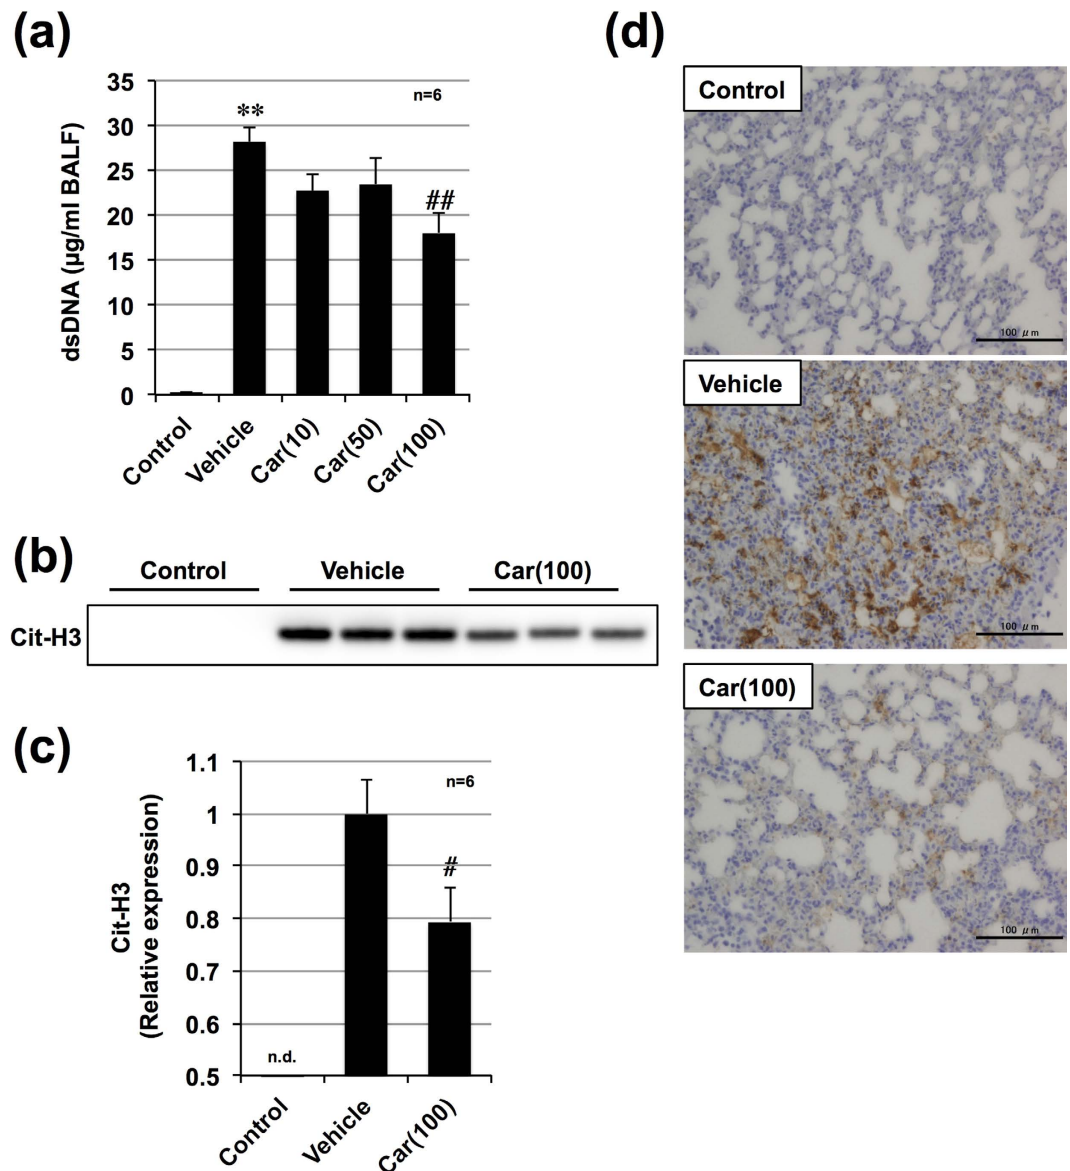 (a)
35
30
25
20
15
10
5
0
dsDNA (µg/ml BALF)
n=6
**
##
Control
Vehicle
Car(10)
Car(50)
Car(100)
(b)
Control Vehicle Car(100)
Cit-H3
(c)
1.1
1
0.9
0.8
0.7
0.6
0.5
Cit-H3
(Relative expression)
n=6
#
n.d.
Control
Vehicle
Car(100)
(d)
Control
100 μm
Vehicle
100 μm
Car(100)
100 μm